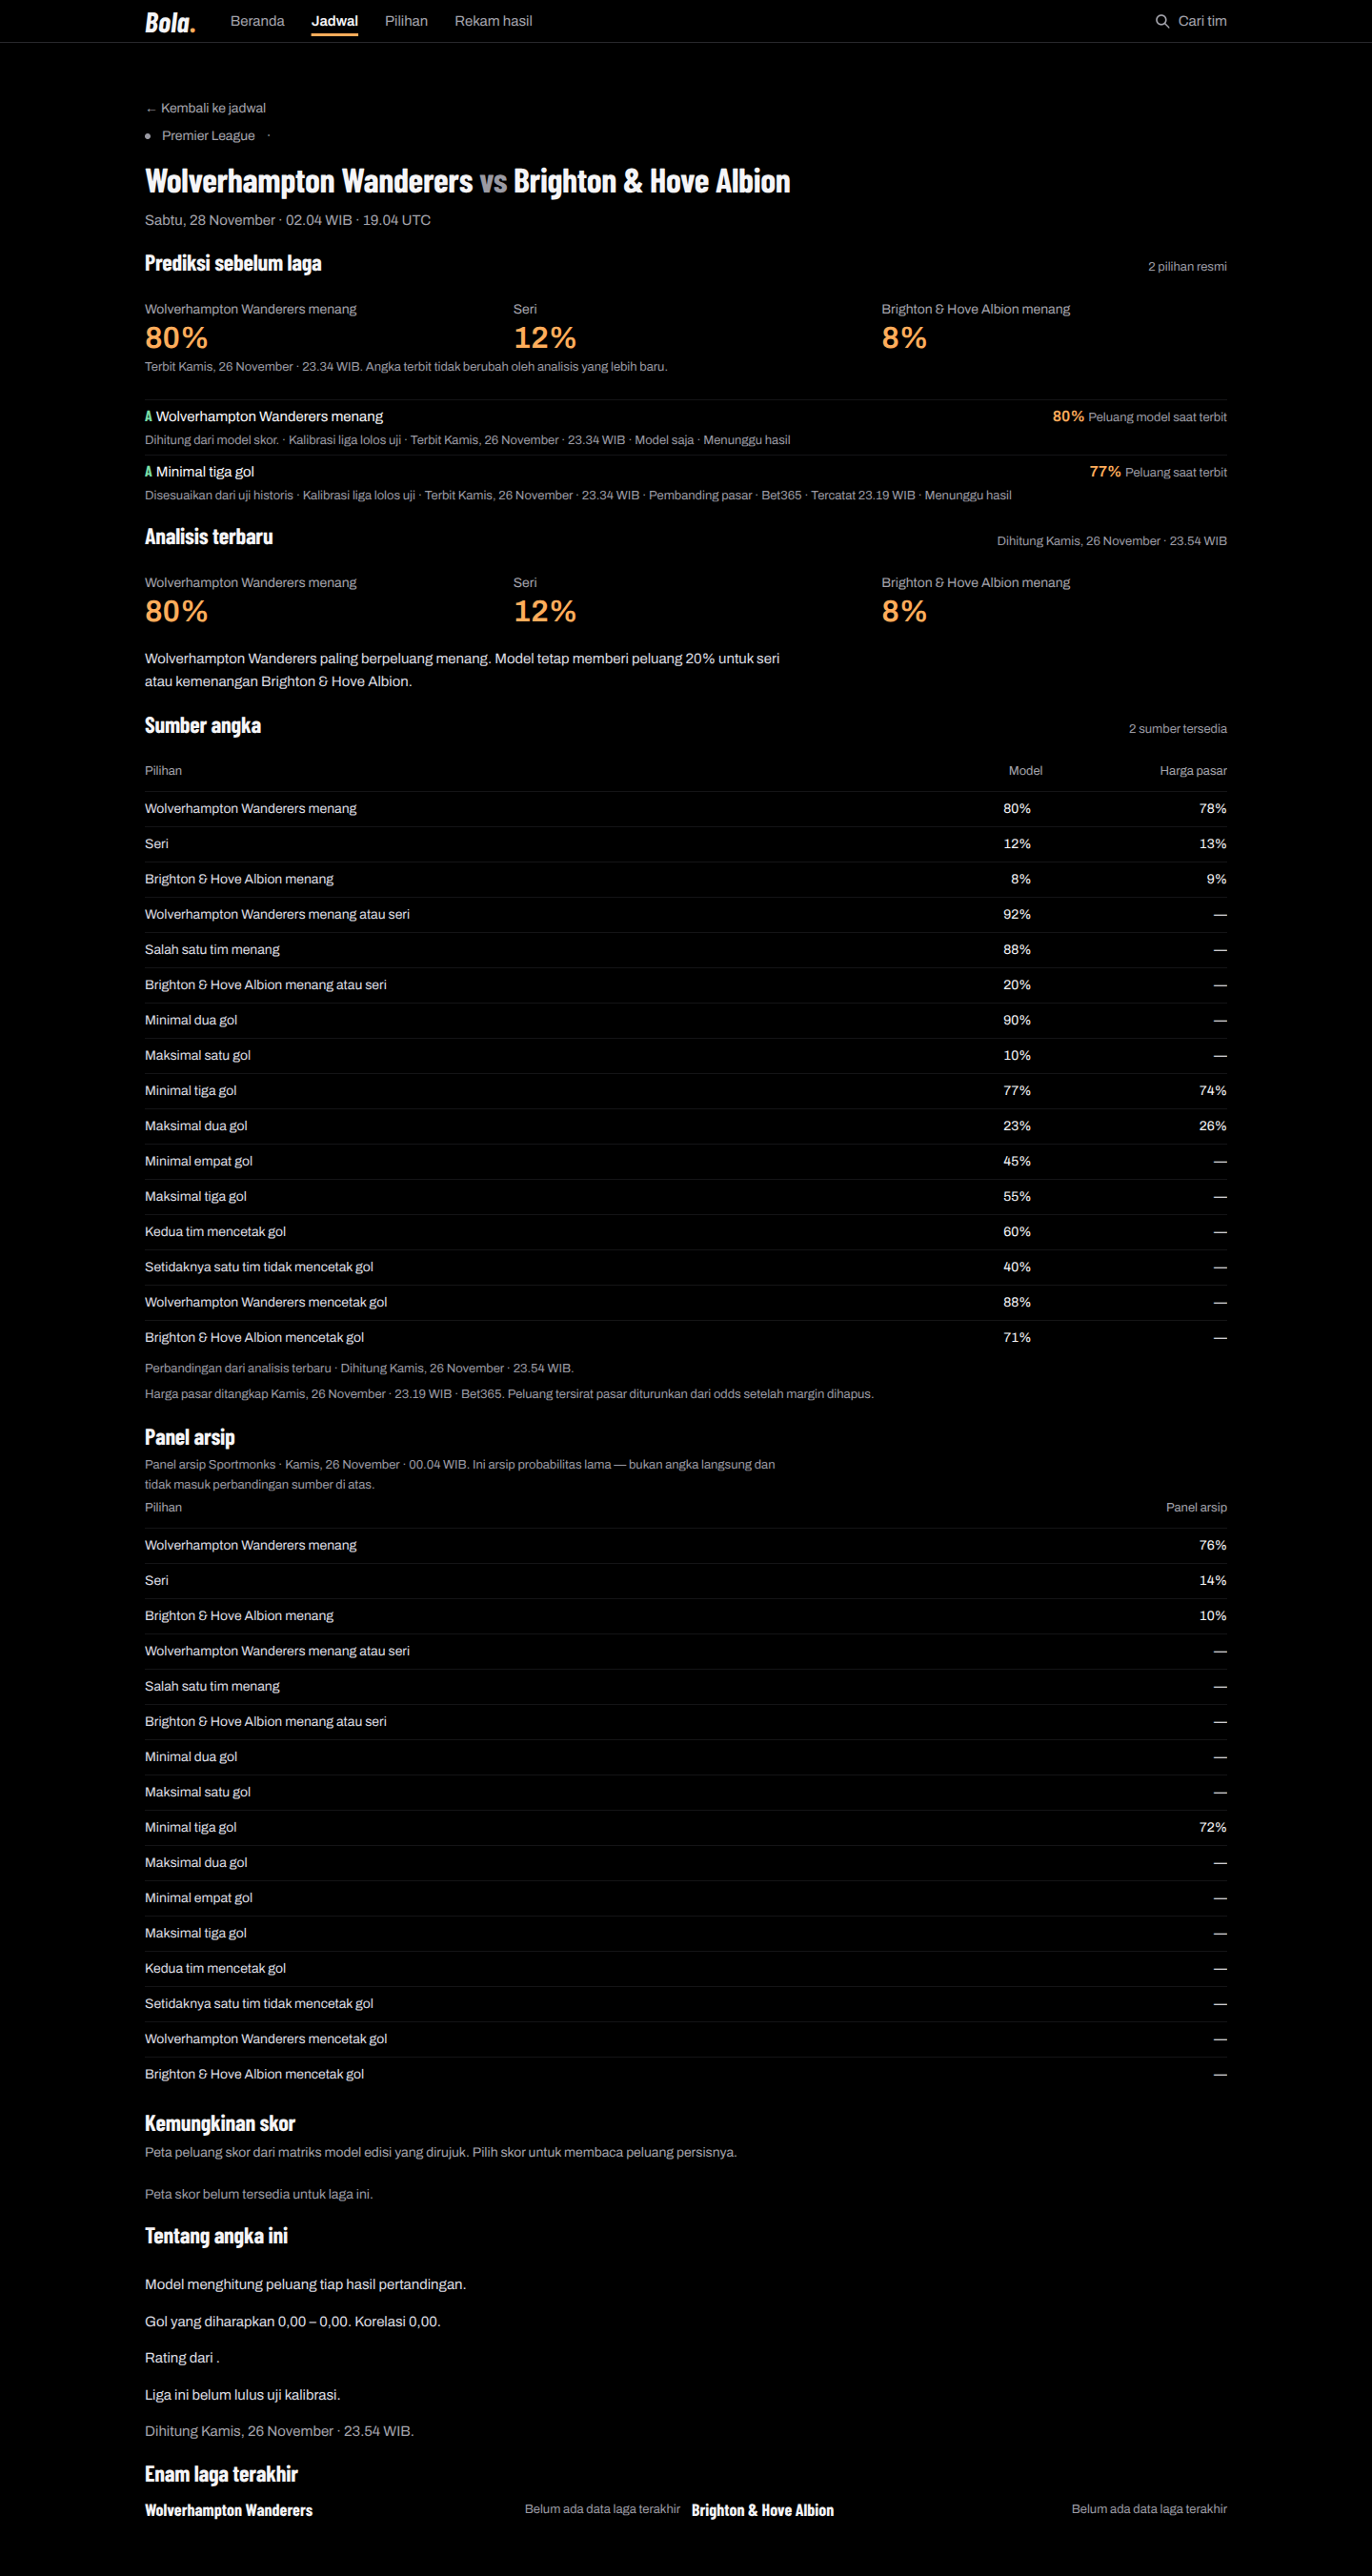 Bola.
Beranda
Jadwal
Pilihan
Rekam hasil
Cari tim
← Kembali ke jadwal
Premier League ·
Wolverhampton Wanderers vs Brighton & Hove Albion
Sabtu, 28 November · 02.04 WIB · 19.04 UTC
Prediksi sebelum laga
2 pilihan resmi
Wolverhampton Wanderers menang
80%
Seri
12%
Brighton & Hove Albion menang
8%
Terbit Kamis, 26 November · 23.34 WIB. Angka terbit tidak berubah oleh analisis yang lebih baru.
A Wolverhampton Wanderers menang
80% Peluang model saat terbit
Dihitung dari model skor. · Kalibrasi liga lolos uji · Terbit Kamis, 26 November · 23.34 WIB · Model saja · Menunggu hasil
A Minimal tiga gol
77% Peluang saat terbit
Disesuaikan dari uji historis · Kalibrasi liga lolos uji · Terbit Kamis, 26 November · 23.34 WIB · Pembanding pasar · Bet365 · Tercatat 23.19 WIB · Menunggu hasil
Analisis terbaru
Dihitung Kamis, 26 November · 23.54 WIB
Wolverhampton Wanderers menang
80%
Seri
12%
Brighton & Hove Albion menang
8%
Wolverhampton Wanderers paling berpeluang menang. Model tetap memberi peluang 20% untuk seri
atau kemenangan Brighton & Hove Albion.
Sumber angka
2 sumber tersedia
Pilihan Model Harga pasar
Wolverhampton Wanderers menang 80% 78%
Seri 12% 13%
Brighton & Hove Albion menang 8% 9%
Wolverhampton Wanderers menang atau seri 92% —
Salah satu tim menang 88% —
Brighton & Hove Albion menang atau seri 20% —
Minimal dua gol 90% —
Maksimal satu gol 10% —
Minimal tiga gol 77% 74%
Maksimal dua gol 23% 26%
Minimal empat gol 45% —
Maksimal tiga gol 55% —
Kedua tim mencetak gol 60% —
Setidaknya satu tim tidak mencetak gol 40% —
Wolverhampton Wanderers mencetak gol 88% —
Brighton & Hove Albion mencetak gol 71% —
Perbandingan dari analisis terbaru · Dihitung Kamis, 26 November · 23.54 WIB.
Harga pasar ditangkap Kamis, 26 November · 23.19 WIB · Bet365. Peluang tersirat pasar diturunkan dari odds setelah margin dihapus.
Panel arsip
Panel arsip Sportmonks · Kamis, 26 November · 00.04 WIB. Ini arsip probabilitas lama — bukan angka langsung dan
tidak masuk perbandingan sumber di atas.
Pilihan Panel arsip
Wolverhampton Wanderers menang 76%
Seri 14%
Brighton & Hove Albion menang 10%
Wolverhampton Wanderers menang atau seri —
Salah satu tim menang —
Brighton & Hove Albion menang atau seri —
Minimal dua gol —
Maksimal satu gol —
Minimal tiga gol 72%
Maksimal dua gol —
Minimal empat gol —
Maksimal tiga gol —
Kedua tim mencetak gol —
Setidaknya satu tim tidak mencetak gol —
Wolverhampton Wanderers mencetak gol —
Brighton & Hove Albion mencetak gol —
Kemungkinan skor
Peta peluang skor dari matriks model edisi yang dirujuk. Pilih skor untuk membaca peluang persisnya.
Peta skor belum tersedia untuk laga ini.
Tentang angka ini
Model menghitung peluang tiap hasil pertandingan.
Gol yang diharapkan 0,00 – 0,00. Korelasi 0,00.
Rating dari .
Liga ini belum lulus uji kalibrasi.
Dihitung Kamis, 26 November · 23.54 WIB.
Enam laga terakhir
Wolverhampton Wanderers
Belum ada data laga terakhir
Brighton & Hove Albion
Belum ada data laga terakhir